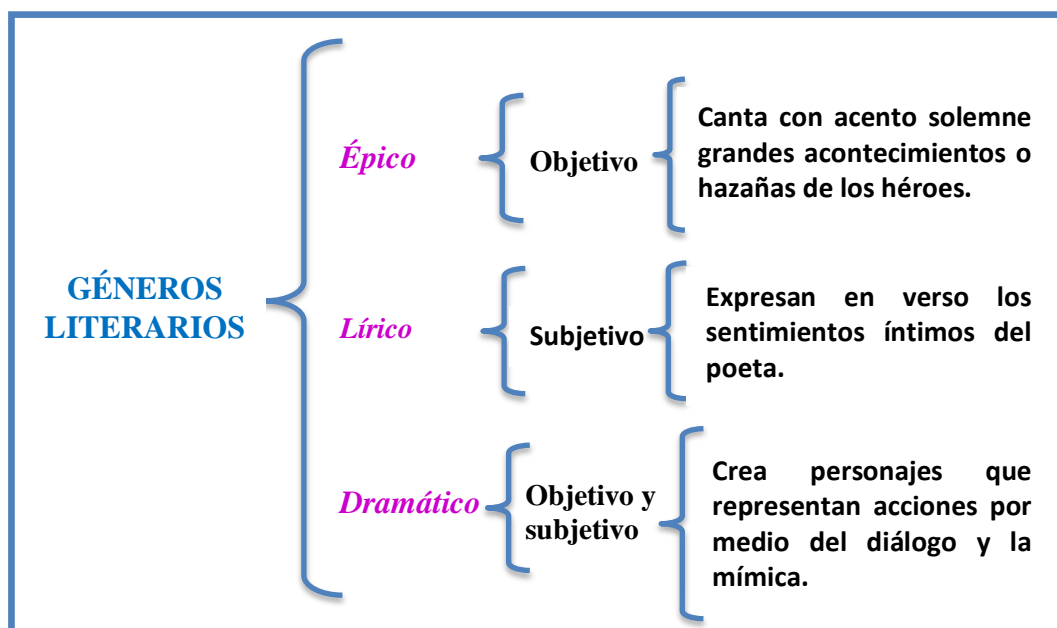 GÉNEROS
LITERARIOS
Épico
Objetivo
Canta con acento solemne
grandes acontecimientos o
hazañas de los héroes.
Lírico
Subjetivo
Expresan en verso los
sentimientos íntimos del
poeta.
Dramático
Objetivo y
subjetivo
Crea personajes que
representan acciones por
medio del diálogo y la
mímica.